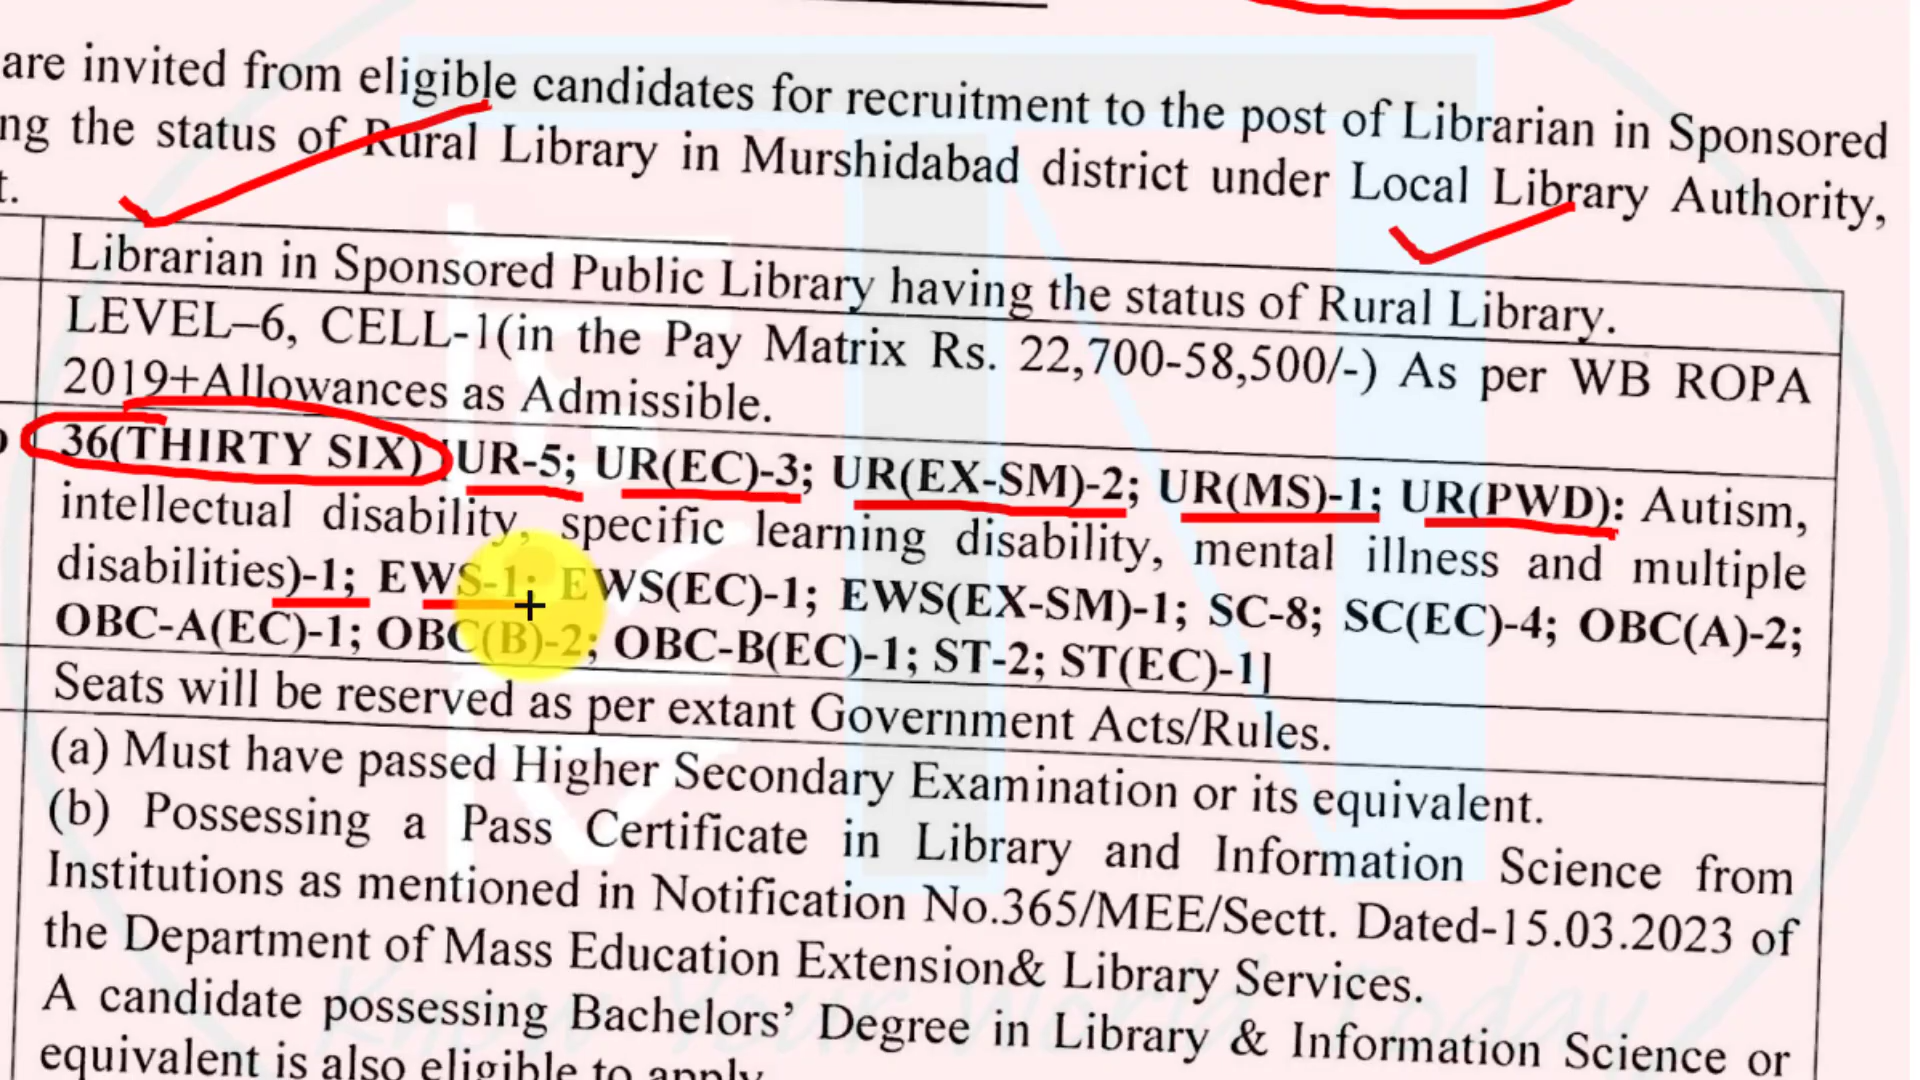 are invited from eligible candidates for recruitment to the post of Librarian in Sponsored
ng the status of Rural Library in Murshidabad district under Local Library Authority,
t.
Librarian in Sponsored Public Library having the status of Rural Library.
LEVEL–6, CELL-1(in the Pay Matrix Rs. 22,700-58,500/-) As per WB ROPA
2019+Allowances as Admissible.
36(THIRTY SIX) [UR-5; UR(EC)-3; UR(EX-SM)-2; UR(MS)-1; UR(PWD): Autism,
intellectual disability, specific learning disability, mental illness and multiple
disabilities)-1; EWS-1; EWS(EC)-1; EWS(EX-SM)-1; SC-8; SC(EC)-4; OBC(A)-2;
OBC-A(EC)-1; OBC(B)-2; OBC-B(EC)-1; ST-2; ST(EC)-1]
Seats will be reserved as per extant Government Acts/Rules.
(a) Must have passed Higher Secondary Examination or its equivalent.
(b) Possessing a Pass Certificate in Library and Information Science from
Institutions as mentioned in Notification No.365/MEE/Sectt. Dated-15.03.2023 of
the Department of Mass Education Extension& Library Services.
A candidate possessing Bachelors’ Degree in Library & Information Science or
equivalent is also eligible to apply.